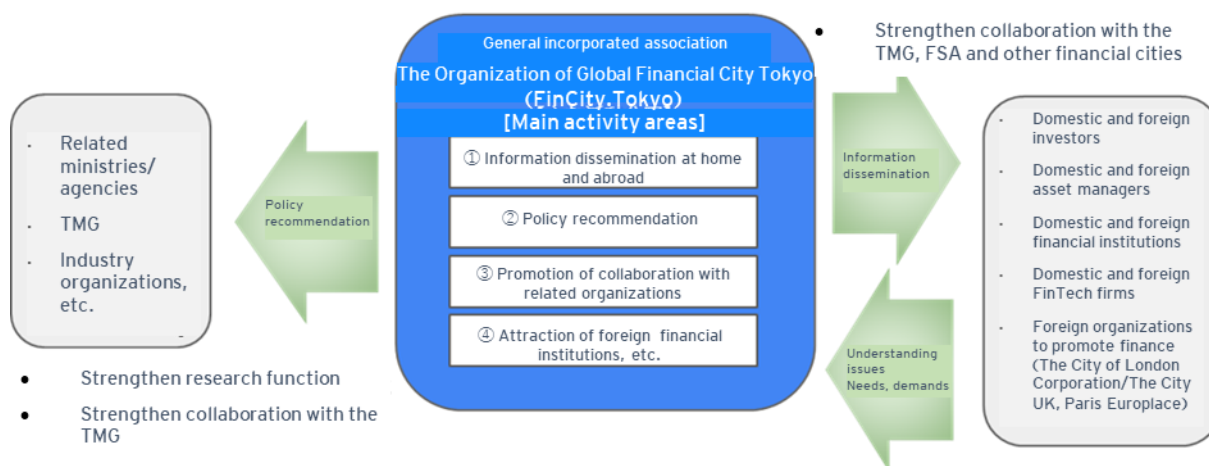 General incorporated association
The Organization of Global Financial City Tokyo
(FinCity.Tokyo)
[Main activity areas]
① Information dissemination at home
and abroad
② Policy recommendation
③ Promotion of collaboration with
related organizations
④ Attraction of foreign financial
institutions, etc.
• Strengthen collaboration with the
TMG, FSA and other financial cities
· Related
ministries/
agencies
· TMG
· Industry
organizations,
etc.
-
Policy
recommendation
Information
dissemination
Understanding
issues
Needs, demands
· Domestic and foreign
investors
· Domestic and foreign
asset managers
· Domestic and foreign
financial institutions
· Domestic and foreign
FinTech firms
· Foreign organizations
to promote finance
(The City of London
Corporation/The City
UK, Paris Europlace)
• Strengthen research function
• Strengthen collaboration with the
TMG